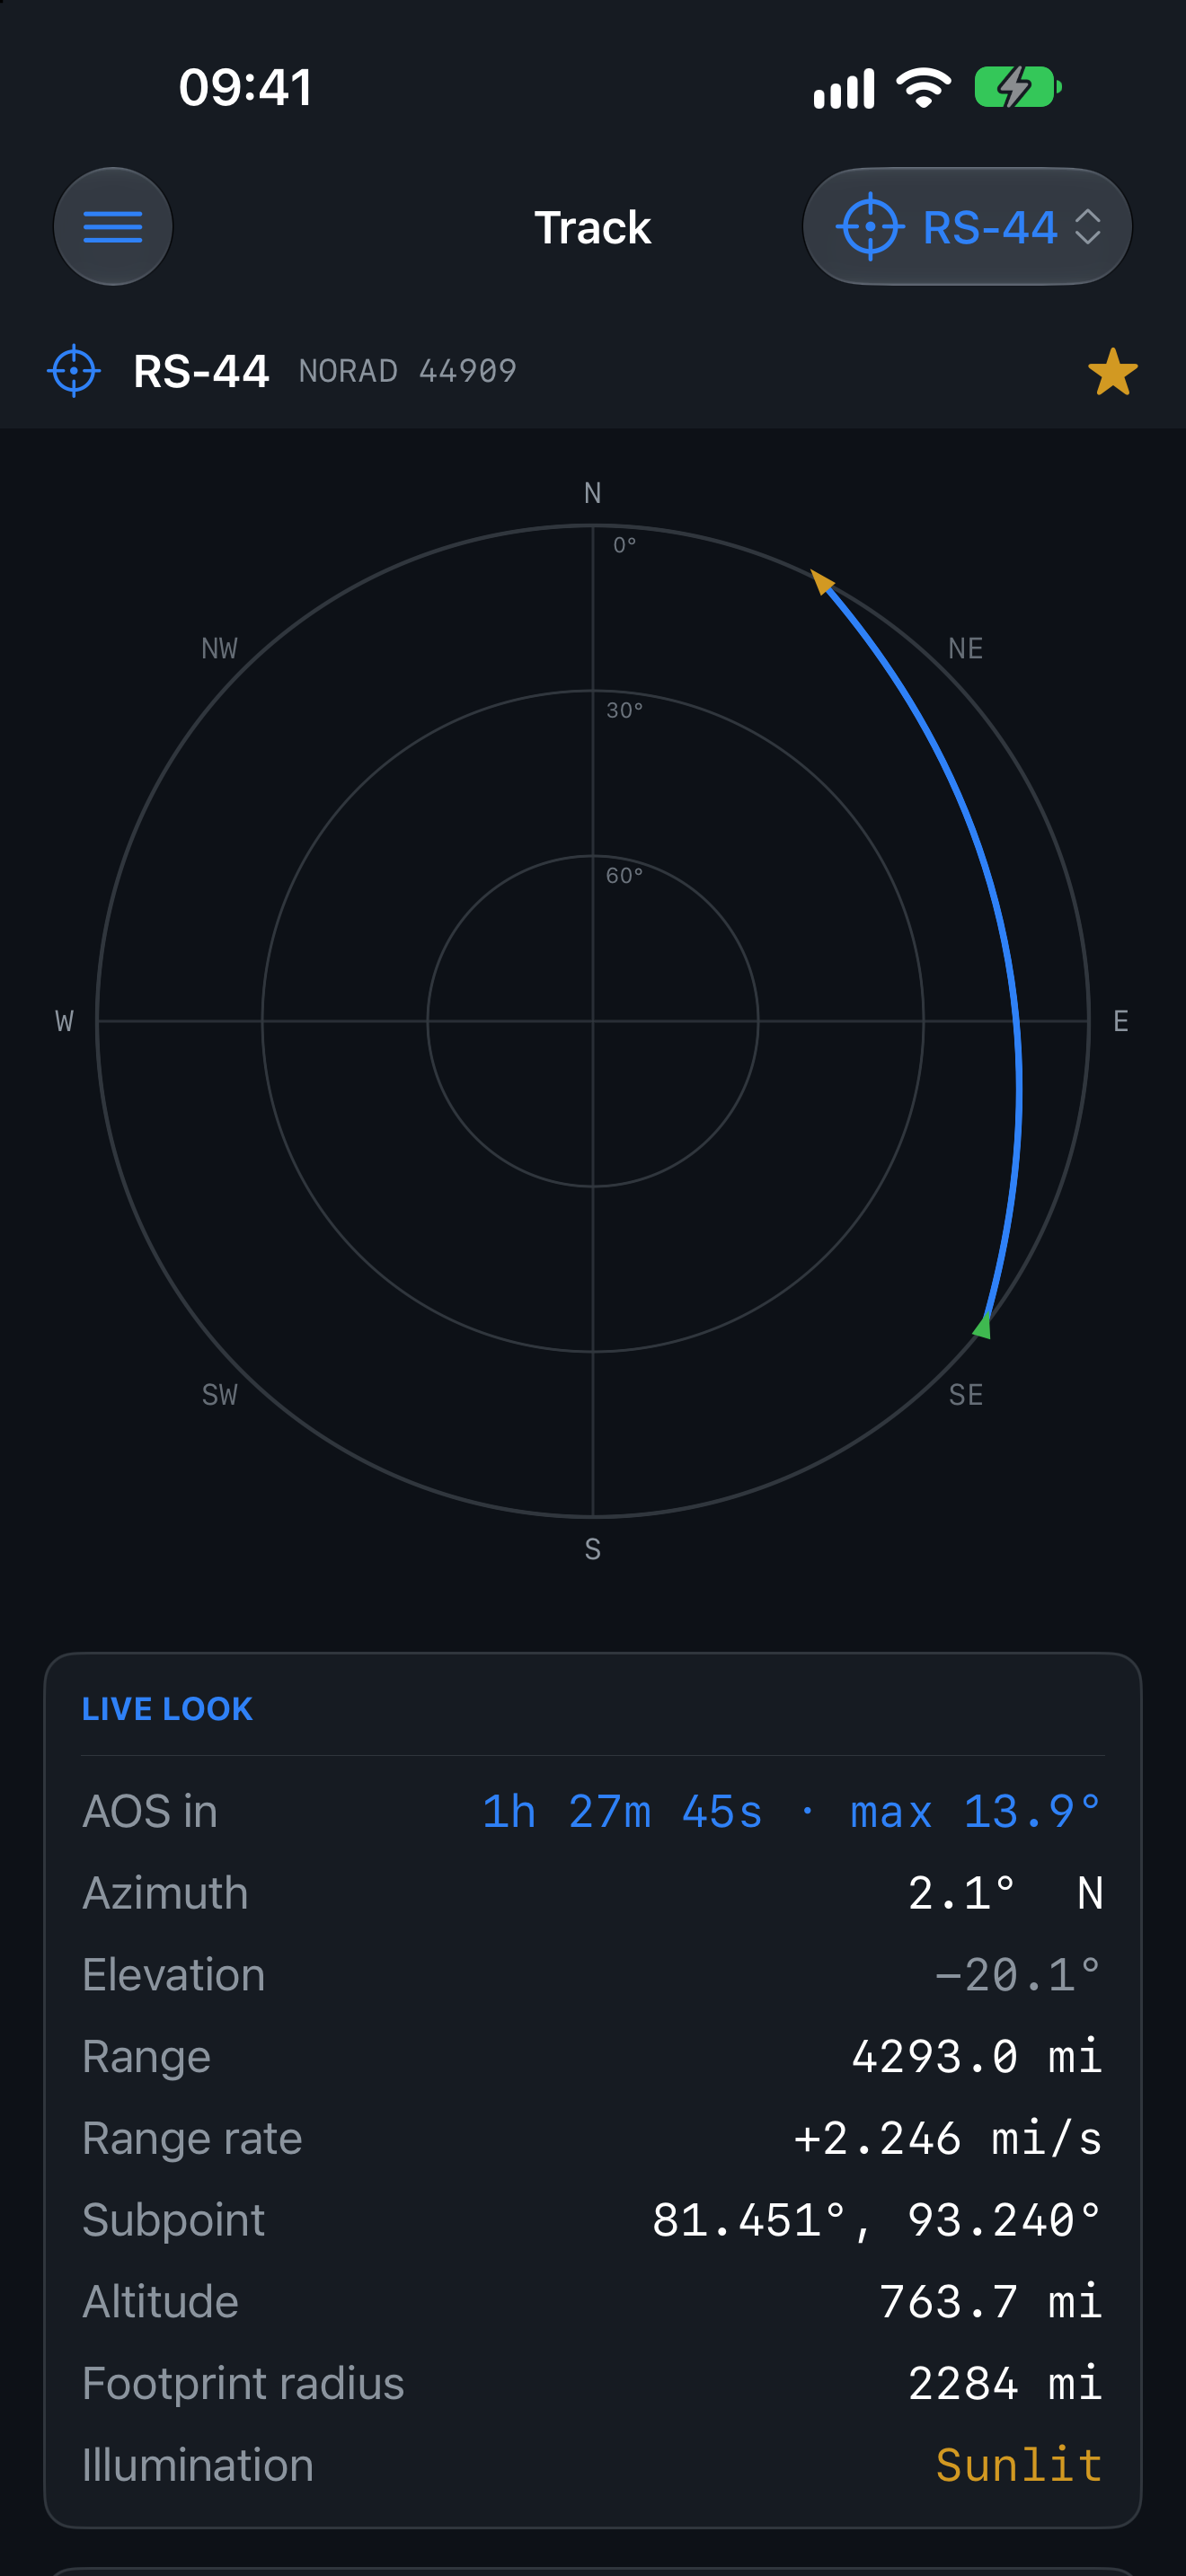 09:41
Track
RS-44
RS-44 NORAD 44909
N
0°
NW
NE
30°
60°
W
E
SW
SE
S
LIVE LOOK
AOS in 1h 27m 45s · max 13.9°
Azimuth 2.1° N
Elevation −20.1°
Range 4293.0 mi
Range rate +2.246 mi/s
Subpoint 81.451°, 93.240°
Altitude 763.7 mi
Footprint radius 2284 mi
Illumination Sunlit